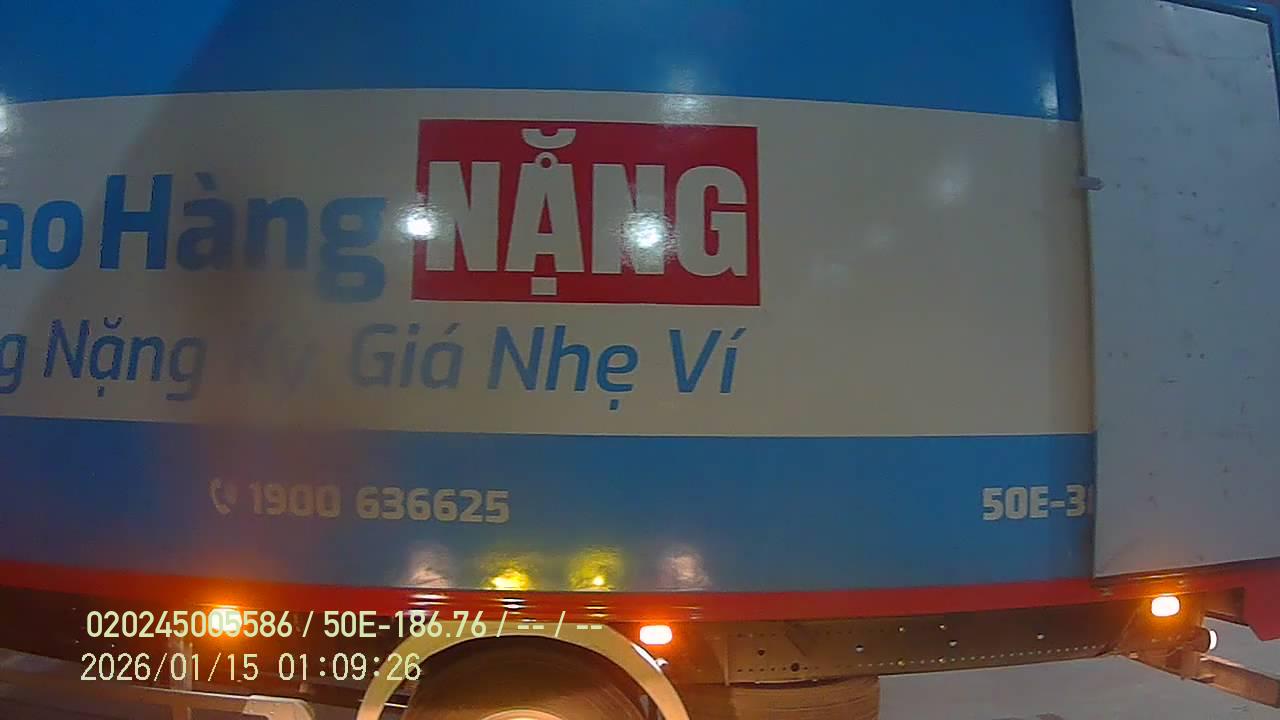 ao Hàng NẶNG
g Nặng Ký Giá Nhẹ Ví
1900 636625
50E-3
020245005586 / 50E-186.76 / -- / --
2026/01/15 01:09:26